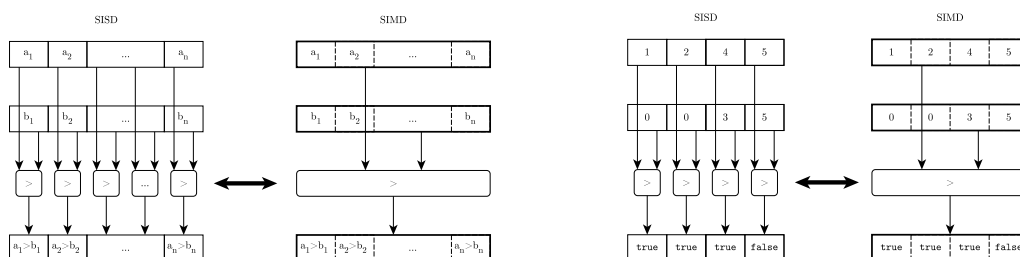 SISD SIMD SISD SIMD
a1 a2 ... an a1 a2 ... an 1 2 4 5 1 2 4 5
b1 b2 ... bn b1 b2 ... bn 0 0 3 5 0 0 3 5
> > > ... > > > > > > >
a1>b1 a2>b2 ... an>bn a1>b1 a2>b2 ... an>bn true true true false true true true false